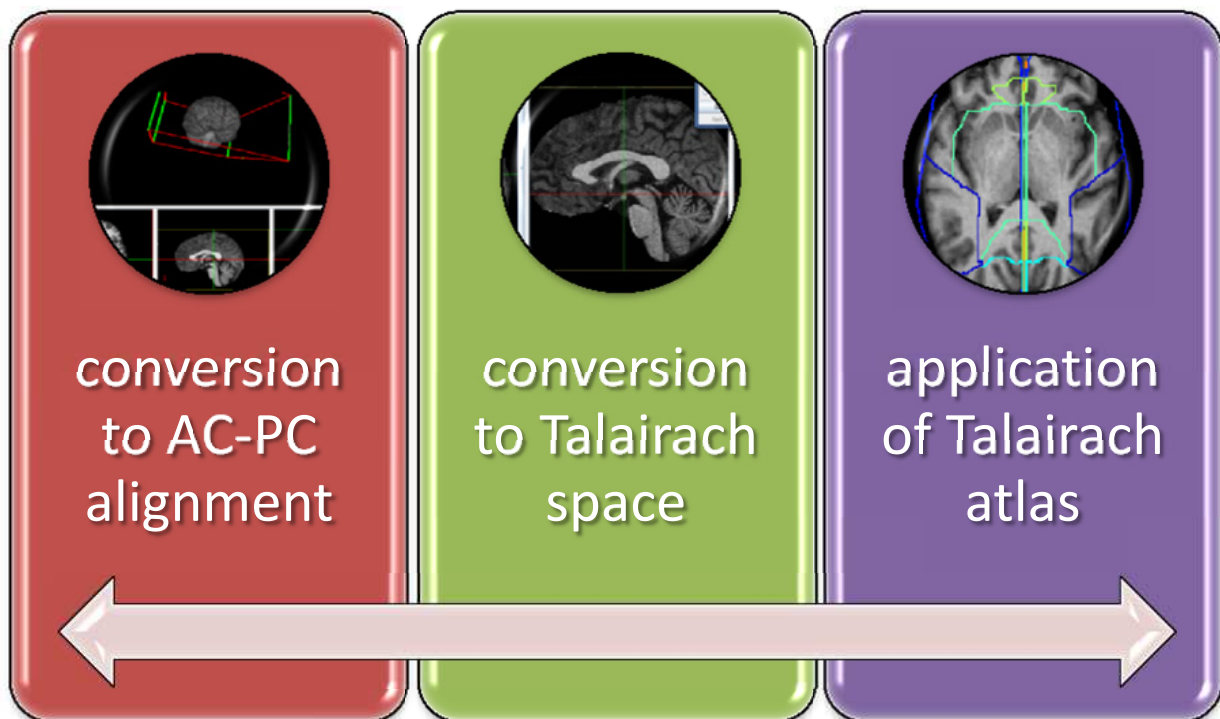 conversion
to AC-PC
alignment
conversion
to Talairach
space
application
of Talairach
atlas